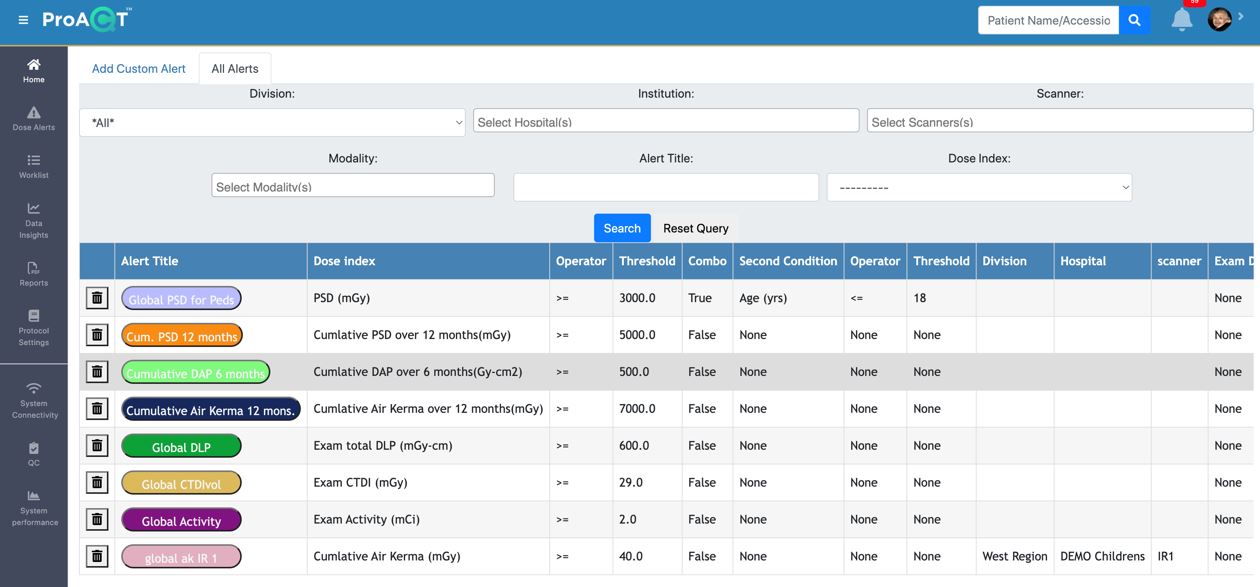 ProACT™
Patient Name/Accessio
59
Home
Dose Alerts
Worklist
Data
Insights
Reports
Protocol
Settings
System
Connectivity
QC
System
performance
Add Custom Alert All Alerts
Division: Institution: Scanner:
*All* Select Hospital(s) Select Scanners(s)
Modality: Alert Title: Dose Index:
Select Modality(s) ---------
Search Reset Query
Alert Title Dose index Operator Threshold Combo Second Condition Operator Threshold Division Hospital scanner Exam D
Global PSD for Peds PSD (mGy) >= 3000.0 True Age (yrs) <= 18 None
Cum. PSD 12 months Cumlative PSD over 12 months(mGy) >= 5000.0 False None None None None
Cumulative DAP 6 months Cumlative DAP over 6 months(Gy-cm2) >= 500.0 False None None None None
Cumulative Air Kerma 12 mons. Cumlative Air Kerma over 12 months(mGy) >= 7000.0 False None None None None
Global DLP Exam total DLP (mGy-cm) >= 600.0 False None None None None
Global CTDIvol Exam CTDI (mGy) >= 29.0 False None None None None
Global Activity Exam Activity (mCi) >= 2.0 False None None None None
global ak IR 1 Cumlative Air Kerma (mGy) >= 40.0 False None None None West Region DEMO Childrens IR1 None